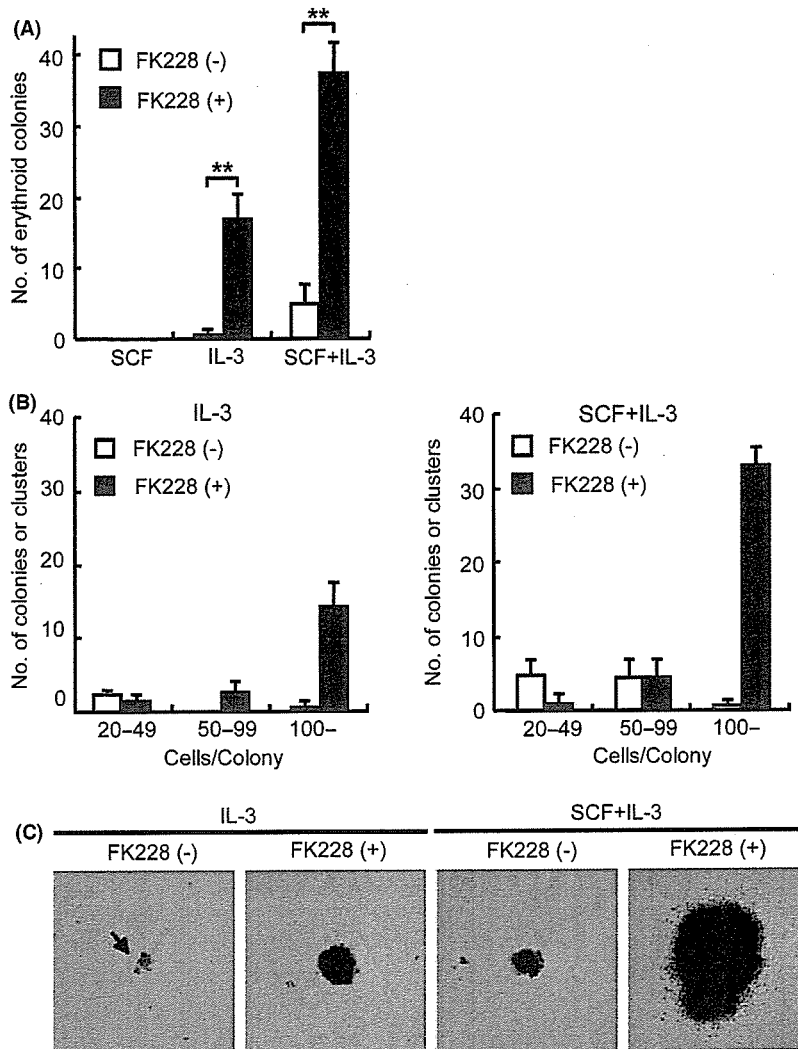 (A)
**
**
40
30
20
10
0
No. of erythroid colonies
FK228 (-)
FK228 (+)
SCF
IL-3
SCF+IL-3
(B)
IL-3
40
30
20
10
0
No. of colonies or clusters
FK228 (-)
FK228 (+)
20–49
50–99
100–
Cells/Colony
SCF+IL-3
40
30
20
10
0
No. of colonies or clusters
FK228 (-)
FK228 (+)
20–49
50–99
100–
Cells/Colony
(C)
IL-3
SCF+IL-3
FK228 (-)
FK228 (+)
FK228 (-)
FK228 (+)